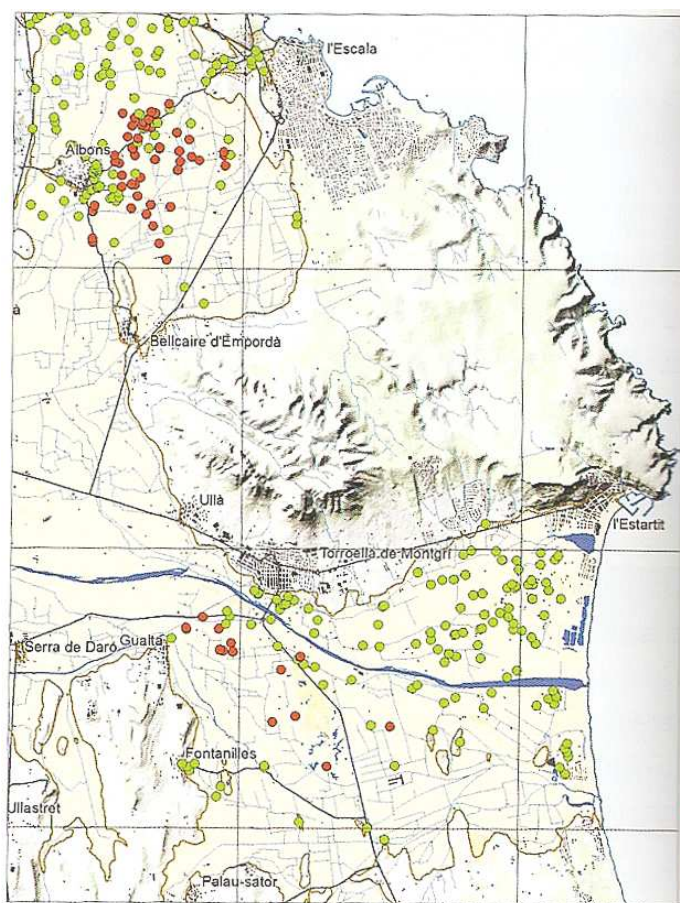 l'Escala
Albons
à
Bellcaire d'Empordà
Ullà
l'Estartit
Torroella de Montgrí
Serra de Daró
Gualta
Fontanilles
Ullastret
Palau-sator